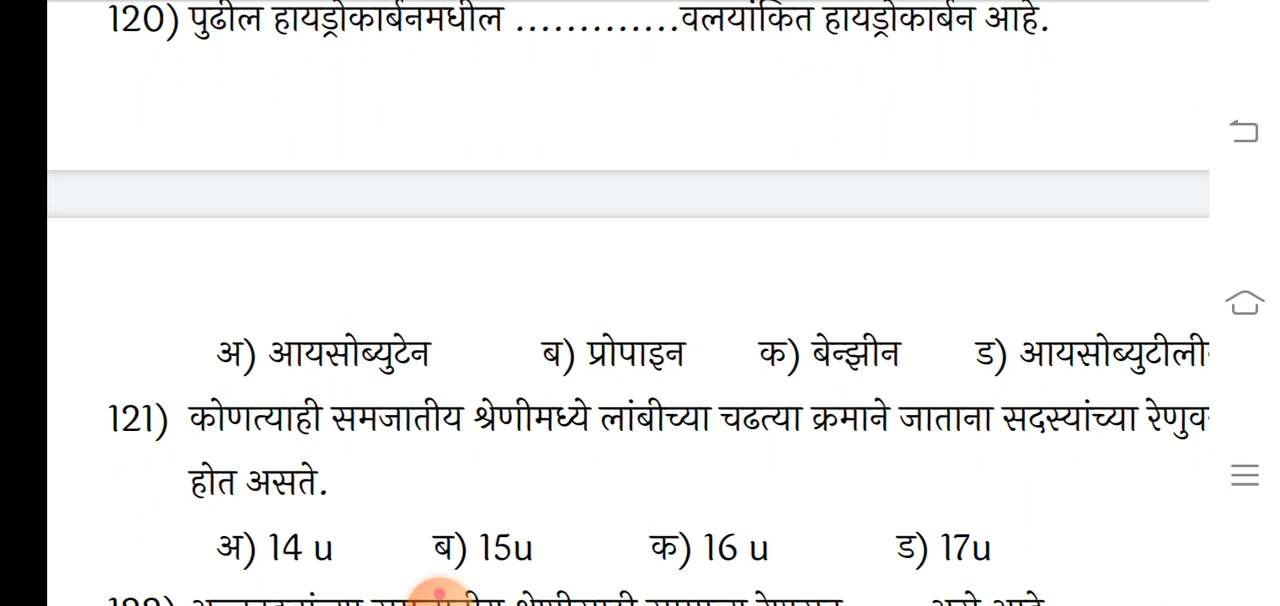 120) पुढील हायड्रोकार्बनमधील .............वलयांकित हायड्रोकार्बन आहे.
अ) आयसोब्युटेन ब) प्रोपाइन क) बेन्झीन ड) आयसोब्युटीली
121) कोणत्याही समजातीय श्रेणीमध्ये लांबीच्या चढत्या क्रमाने जाताना सदस्यांच्या
होत असते.
अ) 14 u ब) 15u क) 16 u ड) 17u